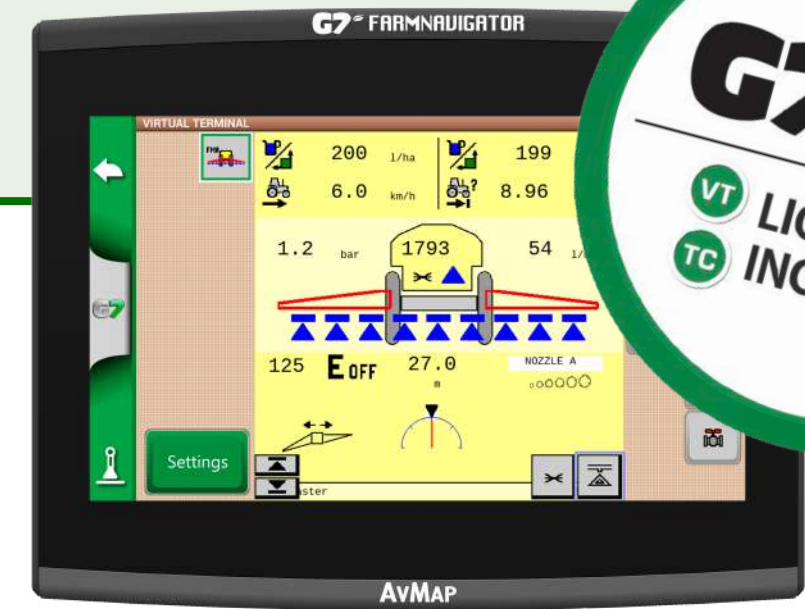 G7 FARMNAVIGATOR
G7
VIRTUAL TERMINAL
200 l/ha
199
6.0 km/h
8.96
VT
TC
1.2 bar
1793
54
G7
125
E OFF
27.0
m
NOZZLE A
Settings
AVMAP